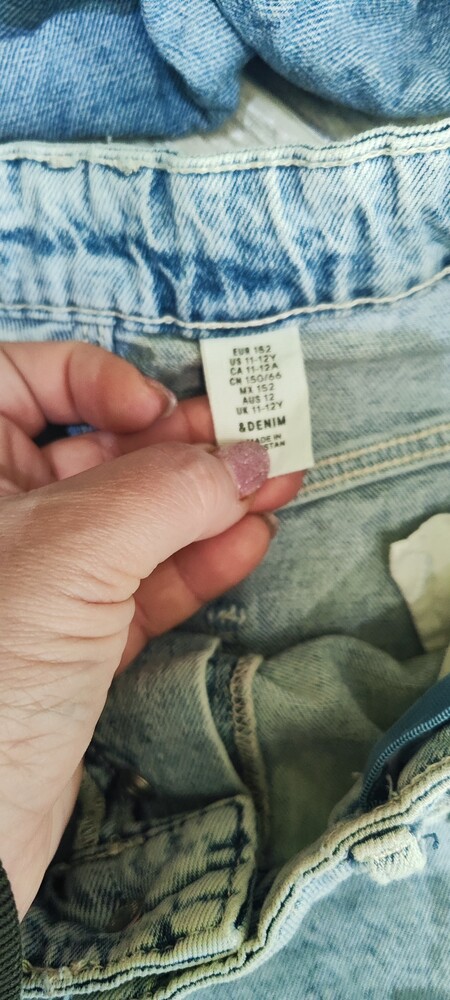 EUR 152
US 11-12Y
CA 11-12A
CN 150/66
MX 152
AUS 12
UK 11-12Y
&DENIM
MADE IN